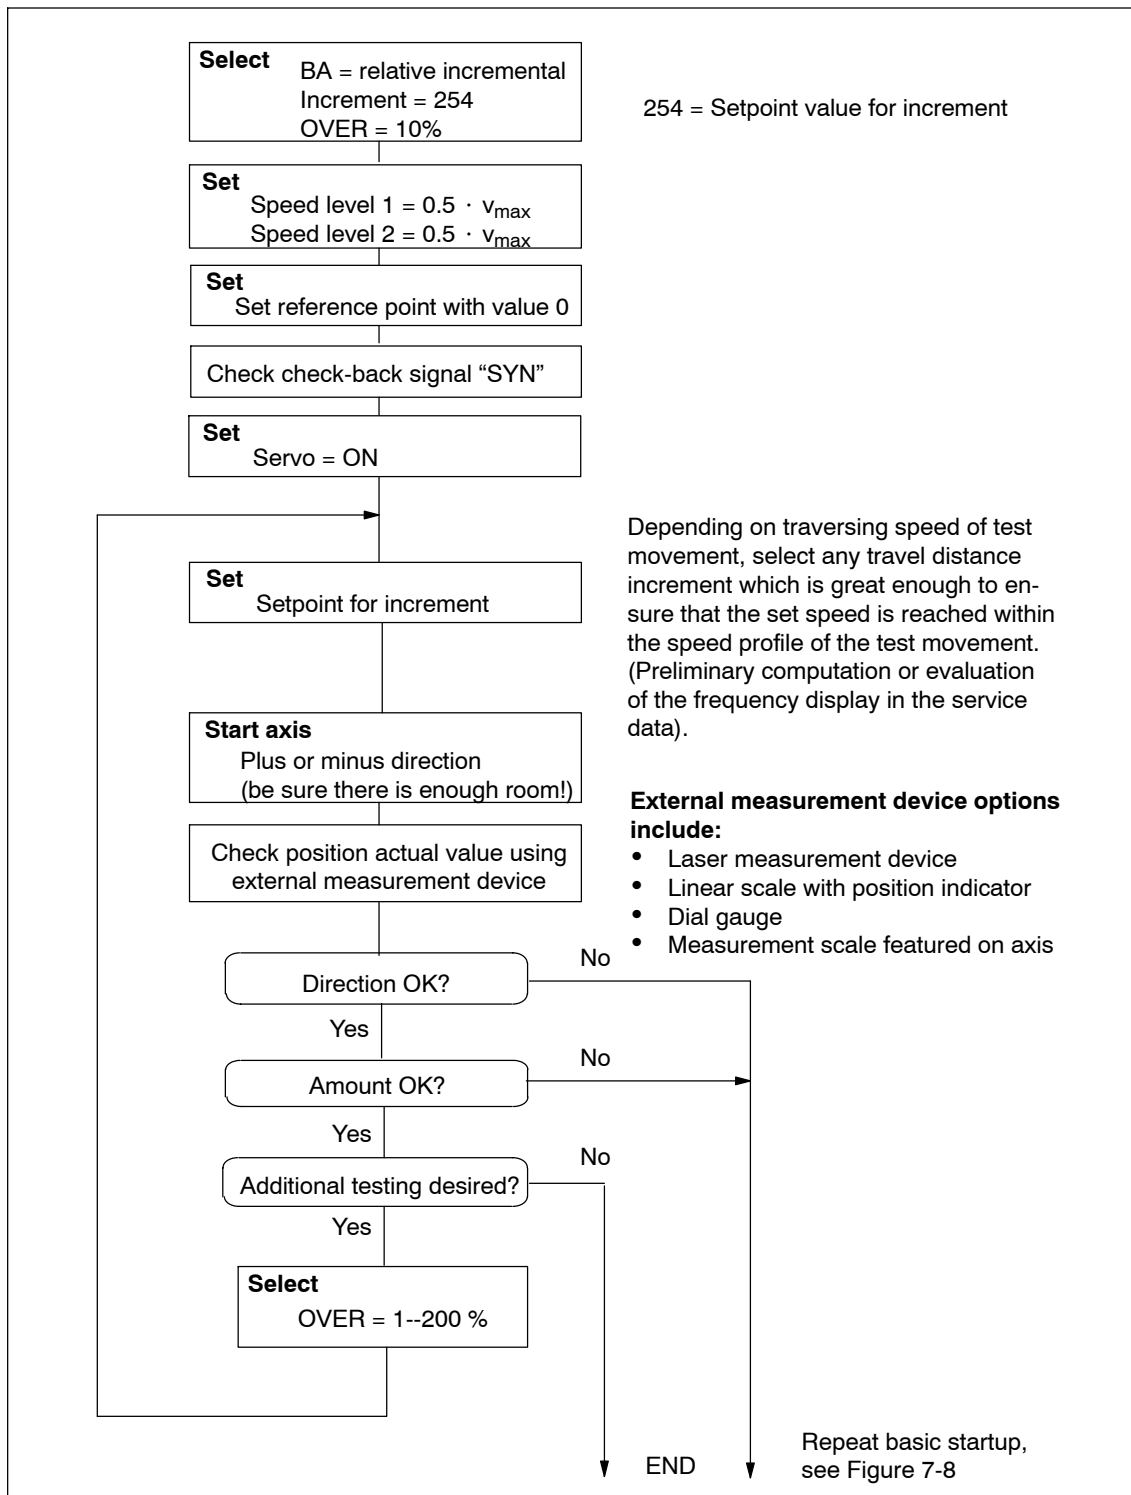 Select
BA = relative incremental
Increment = 254
OVER = 10%
254 = Setpoint value for increment
Set
Speed level 1 = 0.5 · vmax
Speed level 2 = 0.5 · vmax
Set
Set reference point with value 0
Check check-back signal “SYN”
Set
Servo = ON
Depending on traversing speed of test
movement, select any travel distance
increment which is great enough to en-
sure that the set speed is reached within
the speed profile of the test movement.
(Preliminary computation or evaluation
of the frequency display in the service
data).
Set
Setpoint for increment
Start axis
Plus or minus direction
(be sure there is enough room!)
External measurement device options
include:
• Laser measurement device
• Linear scale with position indicator
• Dial gauge
• Measurement scale featured on axis
Check position actual value using
external measurement device
Direction OK?
No
Yes
Amount OK?
No
Yes
Additional testing desired?
No
Yes
Select
OVER = 1--200 %
END
Repeat basic startup,
see Figure 7-8